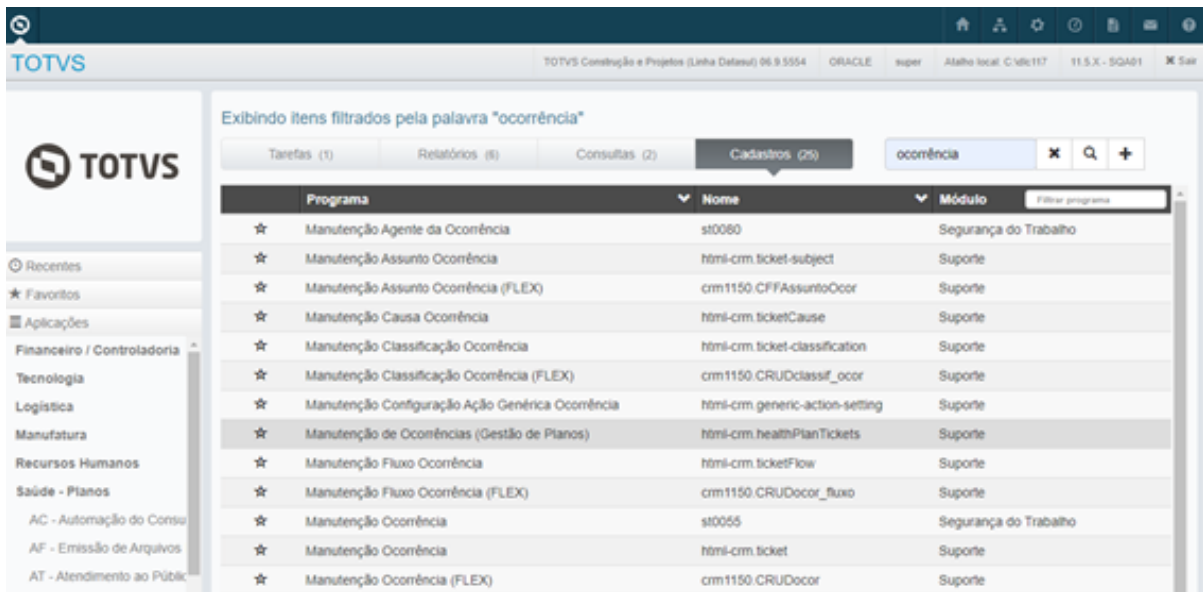 TOTVS
TOTVS Construção e Projetos (Linha Datasul) 06.9.5554 ORACLE super Atalho local: C:\dlc117 11.5.X - SQA01 Sair
TOTVS
Exibindo itens filtrados pela palavra "ocorrência"
Tarefas (1) Relatórios (6) Consultas (2) Cadastros (25) ocorrência
Programa Nome Módulo Filtrar programa
Manutenção Agente da Ocorrência st0080 Segurança do Trabalho
Manutenção Assunto Ocorrência html-crm.ticket-subject Suporte
Manutenção Assunto Ocorrência (FLEX) crm1150.CFFAssuntoOcor Suporte
Manutenção Causa Ocorrência html-crm.ticketCause Suporte
Manutenção Classificação Ocorrência html-crm.ticket-classification Suporte
Manutenção Classificação Ocorrência (FLEX) crm1150.CRUDclassif_ocor Suporte
Manutenção Configuração Ação Genérica Ocorrência html-crm.generic-action-setting Suporte
Manutenção de Ocorrências (Gestão de Planos) html-crm.healthPlanTickets Suporte
Manutenção Fluxo Ocorrência html-crm.ticketFlow Suporte
Manutenção Fluxo Ocorrência (FLEX) crm1150.CRUDocor_fluxo Suporte
Manutenção Ocorrência st0055 Segurança do Trabalho
Manutenção Ocorrência html-crm.ticket Suporte
Manutenção Ocorrência (FLEX) crm1150.CRUDocor Suporte
Recentes
Favoritos
Aplicações
Financeiro / Controladoria
Tecnologia
Logística
Manufatura
Recursos Humanos
Saúde - Planos
AC - Automação do Consu
AF - Emissão de Arquivos
AT - Atendimento ao Públic